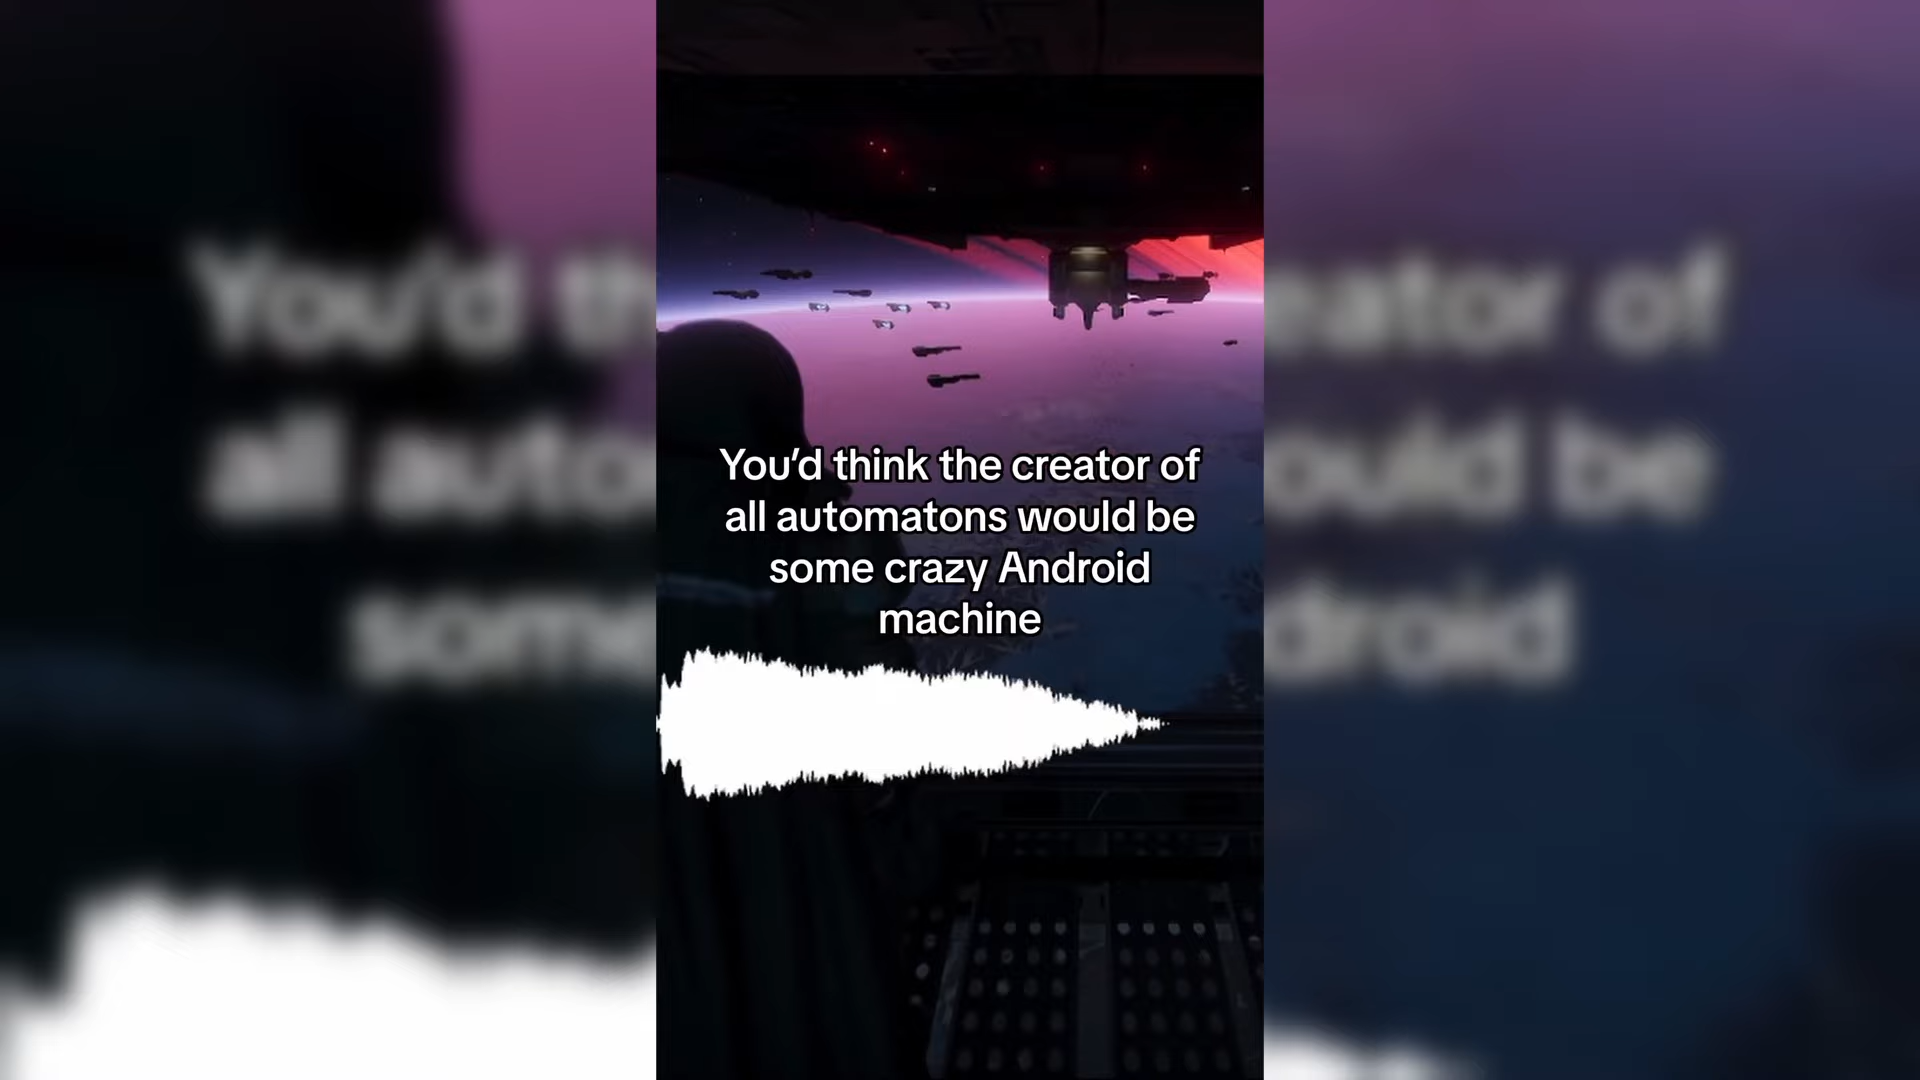 You’d think the creator of
all automatons would be
some crazy Android
machine